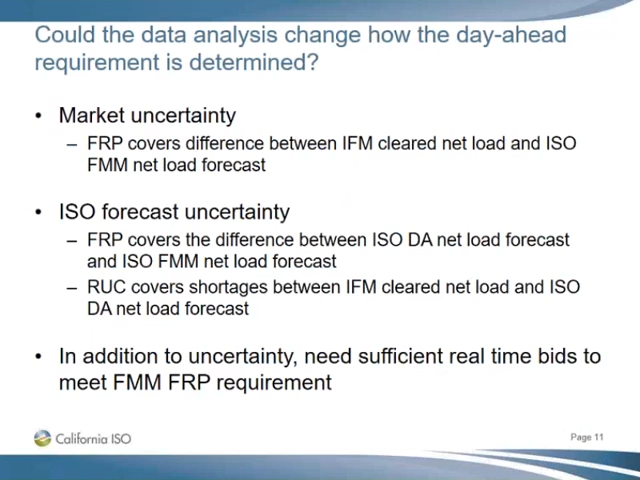 Could the data analysis change how the day-ahead
requirement is determined?
• Market uncertainty
– FRP covers difference between IFM cleared net load and ISO
FMM net load forecast
• ISO forecast uncertainty
– FRP covers the difference between ISO DA net load forecast
and ISO FMM net load forecast
– RUC covers shortages between IFM cleared net load and ISO
DA net load forecast
• In addition to uncertainty, need sufficient real time bids to
meet FMM FRP requirement
California ISO
Page 11